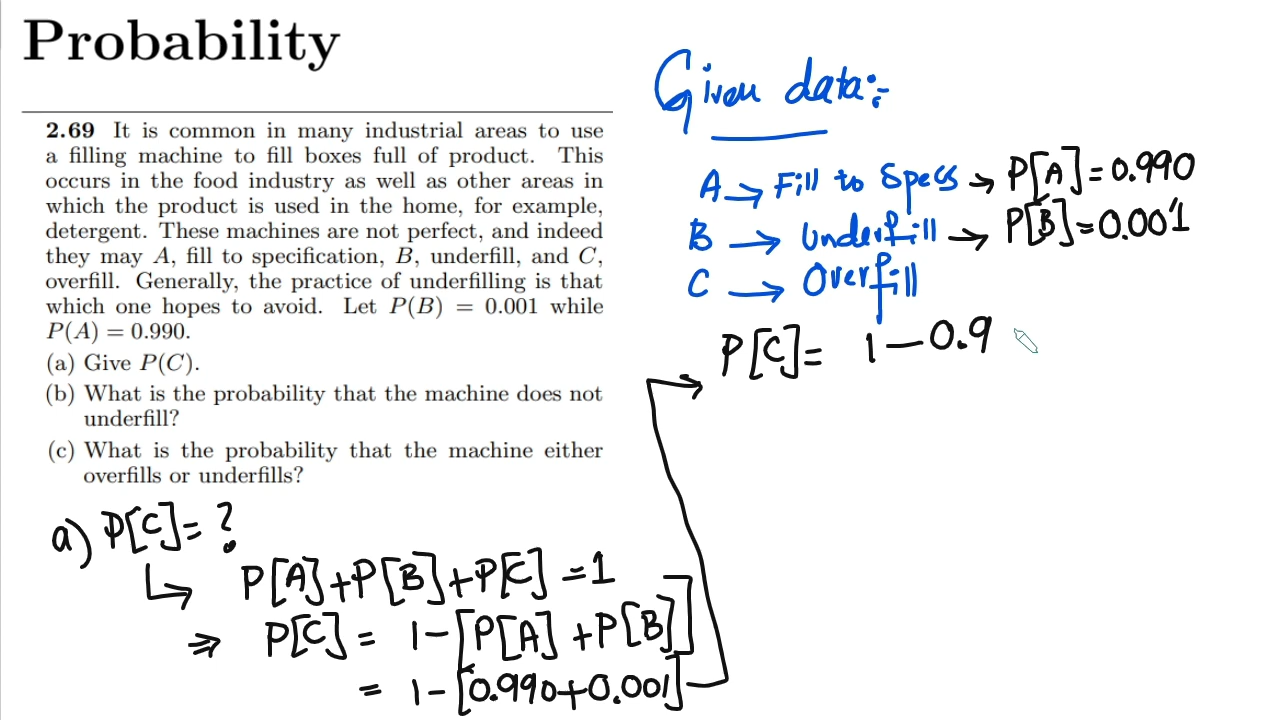 Probability
2.69 It is common in many industrial areas to use
a filling machine to fill boxes full of product. This
occurs in the food industry as well as other areas in
which the product is used in the home, for example,
detergent. These machines are not perfect, and indeed
they may A, fill to specification, B, underfill, and C,
overfill. Generally, the practice of underfilling is that
which one hopes to avoid. Let P(B) = 0.001 while
P(A) = 0.990.
(a) Give P(C).
(b) What is the probability that the machine does not
underfill?
(c) What is the probability that the machine either
overfills or underfills?
a) P[C]= ?
↳ P[A]+P[B]+P[C]=1
⇒ P[C] = 1-[P[A]+P[B]]
= 1-[0.990+0.001]
Given data:-
A → Fill to Specs → P[A]=0.990
B → Underfill → P[B]=0.001
C → Overfill
P[C]= 1-0.9